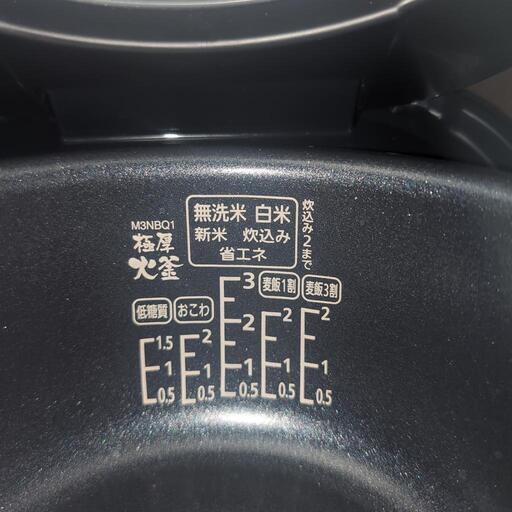 M3NBQ1
極厚
火釜
無洗米 白米
新米 炊込み
省エネ
炊込み2まで
低糖質
1.5
1
0.5
おこわ
2
1
0.5
3
2
1
0.5
麦飯1割
2
1
0.5
麦飯3割
2
1
0.5